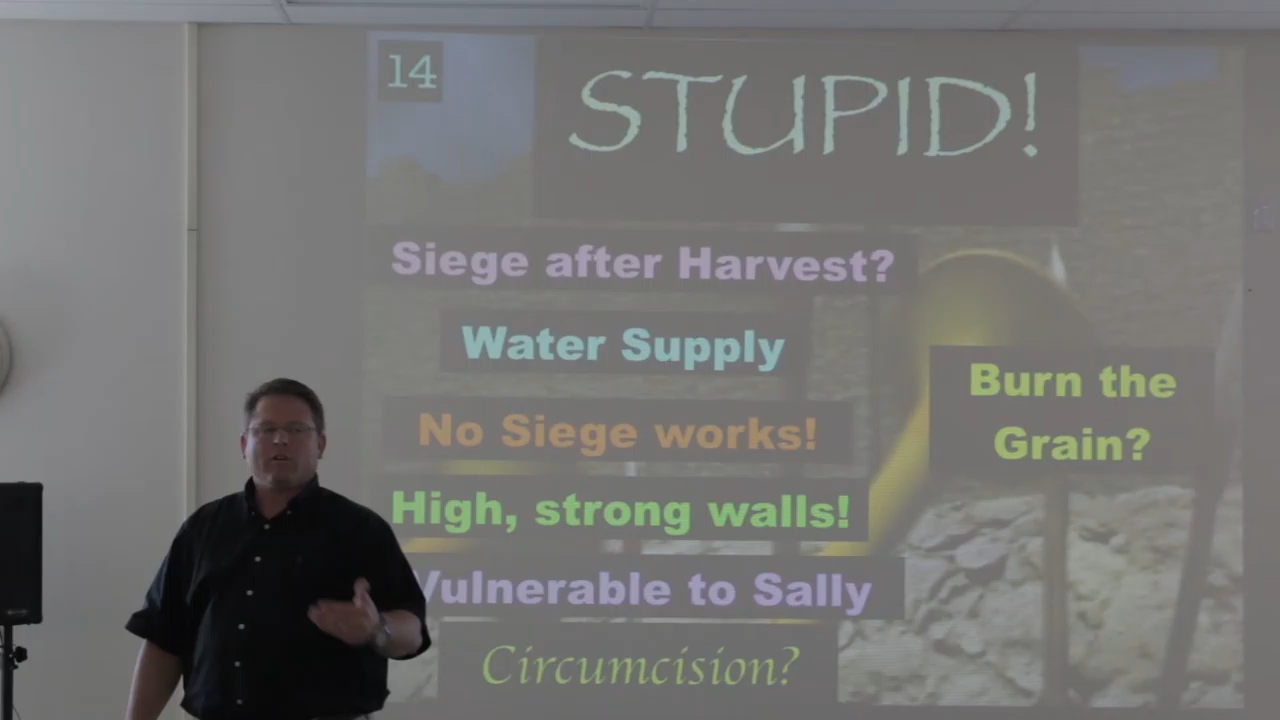 14
STUPID!
Siege after Harvest?
Water Supply
No Siege works!
High, strong walls!
Vulnerable to Sally
Circumcision?
Burn the
Grain?